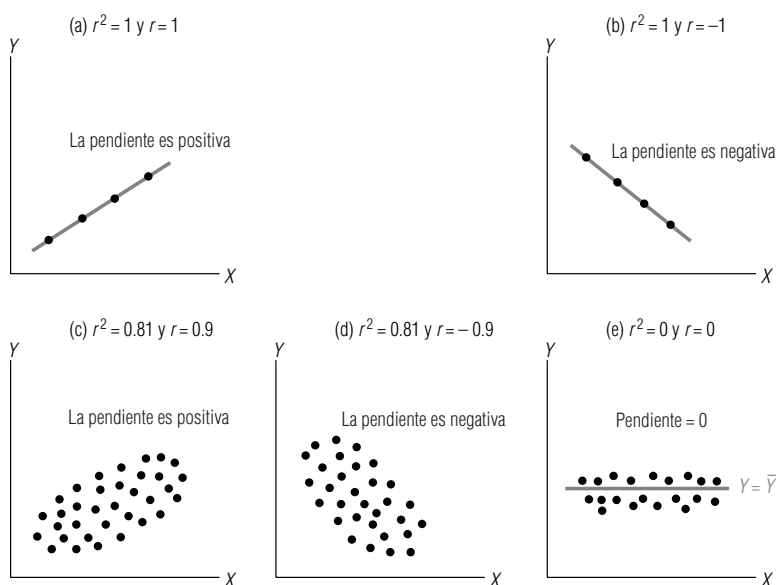 (a) r² = 1 y r = 1
Y
La pendiente es positiva
X
(b) r² = 1 y r = –1
Y
La pendiente es negativa
X
(c) r² = 0.81 y r = 0.9
Y
La pendiente es positiva
X
(d) r² = 0.81 y r = – 0.9
Y
La pendiente es negativa
X
(e) r² = 0 y r = 0
Y
Pendiente = 0
Y = Y̅
X